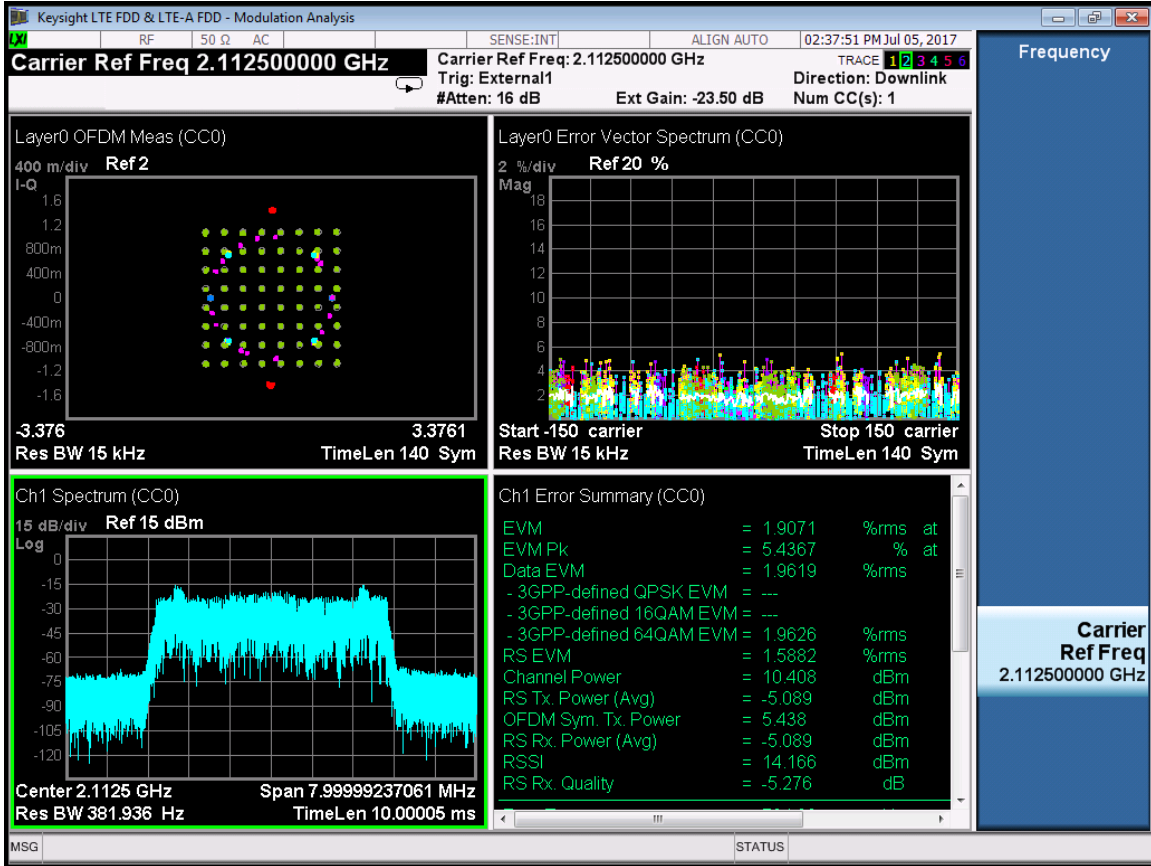 Keysight LTE FDD & LTE-A FDD - Modulation Analysis
LXI RF 50 Ω AC SENSE:INT ALIGN AUTO 02:37:51 PM Jul 05, 2017
Carrier Ref Freq 2.112500000 GHz
Carrier Ref Freq: 2.112500000 GHz
Trig: External1
#Atten: 16 dB Ext Gain: -23.50 dB
TRACE 1 2 3 4 5 6
Direction: Downlink
Num CC(s): 1
Frequency
Layer0 OFDM Meas (CC0)
400 m/div Ref 2
I-Q
1.6
1.2
800m
400m
0
-400m
-800m
-1.2
-1.6
-3.376 3.3761
Res BW 15 kHz TimeLen 140 Sym
Layer0 Error Vector Spectrum (CC0)
2 %/div Ref 20 %
Mag
18
16
14
12
10
8
6
4
2
Start -150 carrier Stop 150 carrier
Res BW 15 kHz TimeLen 140 Sym
Ch1 Spectrum (CC0)
15 dB/div Ref 15 dBm
Log
0
-15
-30
-45
-60
-75
-90
-105
-120
Center 2.1125 GHz Span 7.99999237061 MHz
Res BW 381.936 Hz TimeLen 10.00005 ms
Ch1 Error Summary (CC0)
EVM = 1.9071 %rms at
EVM Pk = 5.4367 % at
Data EVM = 1.9619 %rms
- 3GPP-defined QPSK EVM = ---
- 3GPP-defined 16QAM EVM = ---
- 3GPP-defined 64QAM EVM = 1.9626 %rms
RS EVM = 1.5882 %rms
Channel Power = 10.408 dBm
RS Tx. Power (Avg) = -5.089 dBm
OFDM Sym. Tx. Power = 5.438 dBm
RS Rx. Power (Avg) = -5.089 dBm
RSSI = 14.166 dBm
RS Rx. Quality = -5.276 dB
Carrier
Ref Freq
2.112500000 GHz
MSG STATUS